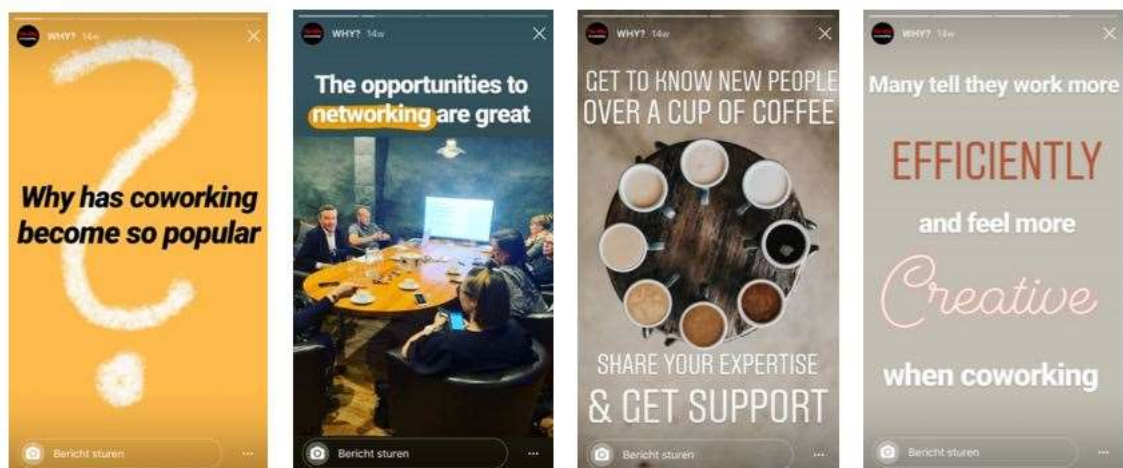 WHY? 14w
Why has coworking
become so popular
Bericht sturen
WHY? 14w
The opportunities to
networking are great
Bericht sturen
WHY? 14w
GET TO KNOW NEW PEOPLE
OVER A CUP OF COFFEE
SHARE YOUR EXPERTISE
& GET SUPPORT
Bericht sturen
WHY? 14w
Many tell they work more
EFFICIENTLY
and feel more
Creative
when coworking
Bericht sturen